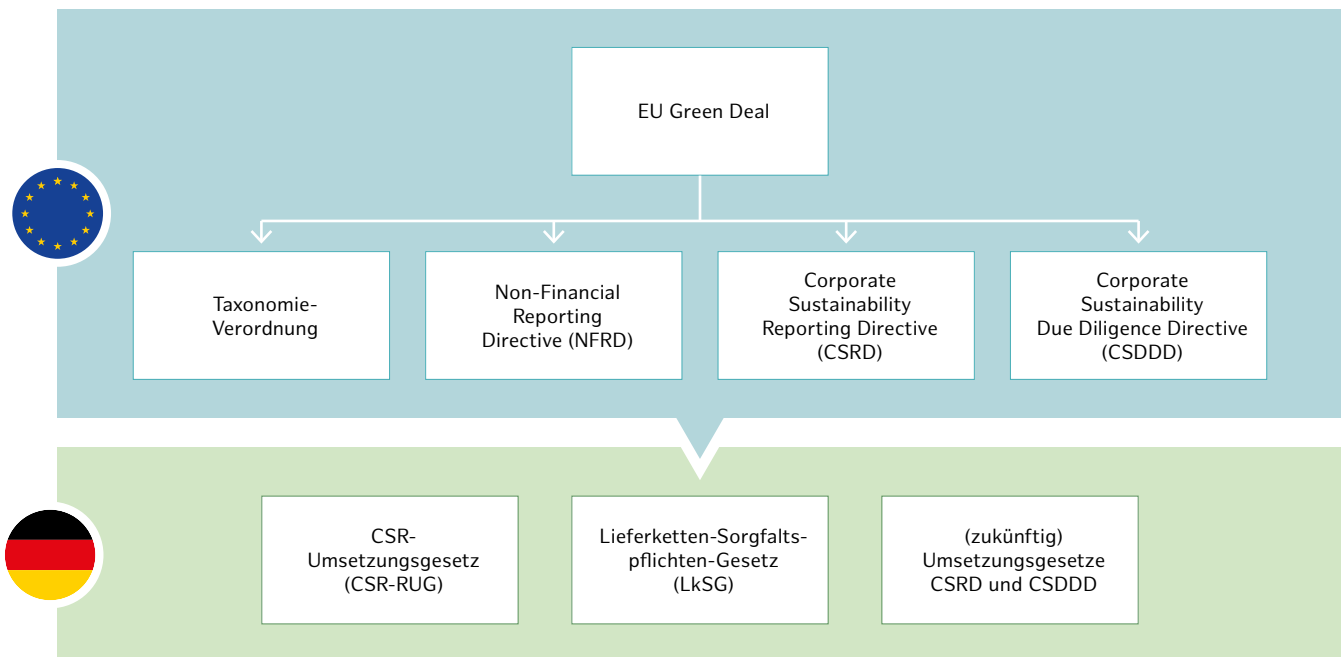 EU Green Deal
Taxonomie-
Verordnung
Non-Financial
Reporting
Directive (NFRD)
Corporate
Sustainability
Reporting Directive
(CSRD)
Corporate
Sustainability
Due Diligence Directive
(CSDDD)
CSR-
Umsetzungsgesetz
(CSR-RUG)
Lieferketten-Sorgfalts-
pflichten-Gesetz
(LkSG)
(zukünftig)
Umsetzungsgesetze
CSRD und CSDDD